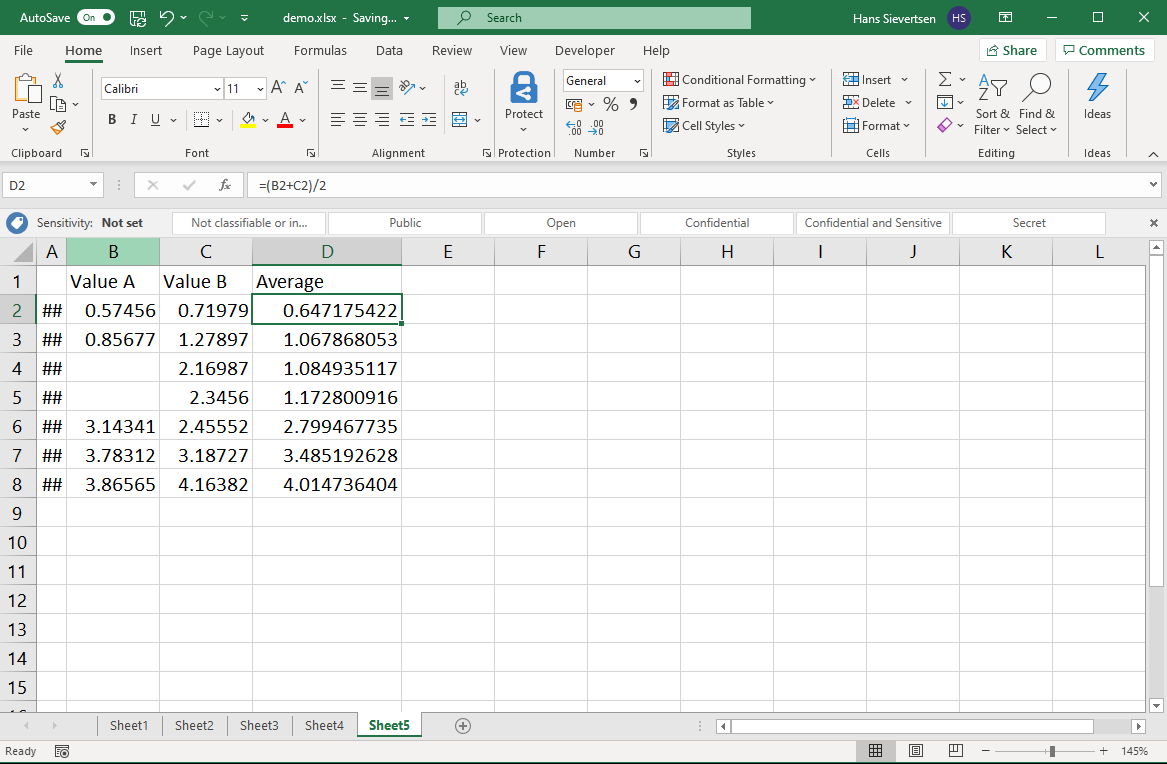 AutoSave On demo.xlsx - Saving... Search Hans Sievertsen HS
File Home Insert Page Layout Formulas Data Review View Developer Help Share Comments
Calibri 11 General Conditional Formatting Insert
Paste B I U Protect % Format as Table Delete Sort & Filter Find & Select Ideas
Cell Styles Format
Clipboard Font Alignment Protection Number Styles Cells Editing Ideas
D2 fx =(B2+C2)/2
Sensitivity: Not set Not classifiable or in... Public Open Confidential Confidential and Sensitive Secret
A B C D E F G H I J K L
1 Value A Value B Average
2 ## 0.57456 0.71979 0.647175422
3 ## 0.85677 1.27897 1.067868053
4 ## 2.16987 1.084935117
5 ## 2.3456 1.172800916
6 ## 3.14341 2.45552 2.799467735
7 ## 3.78312 3.18727 3.485192628
8 ## 3.86565 4.16382 4.014736404
9
10
11
12
13
14
15
Sheet1 Sheet2 Sheet3 Sheet4 Sheet5
Ready 145%